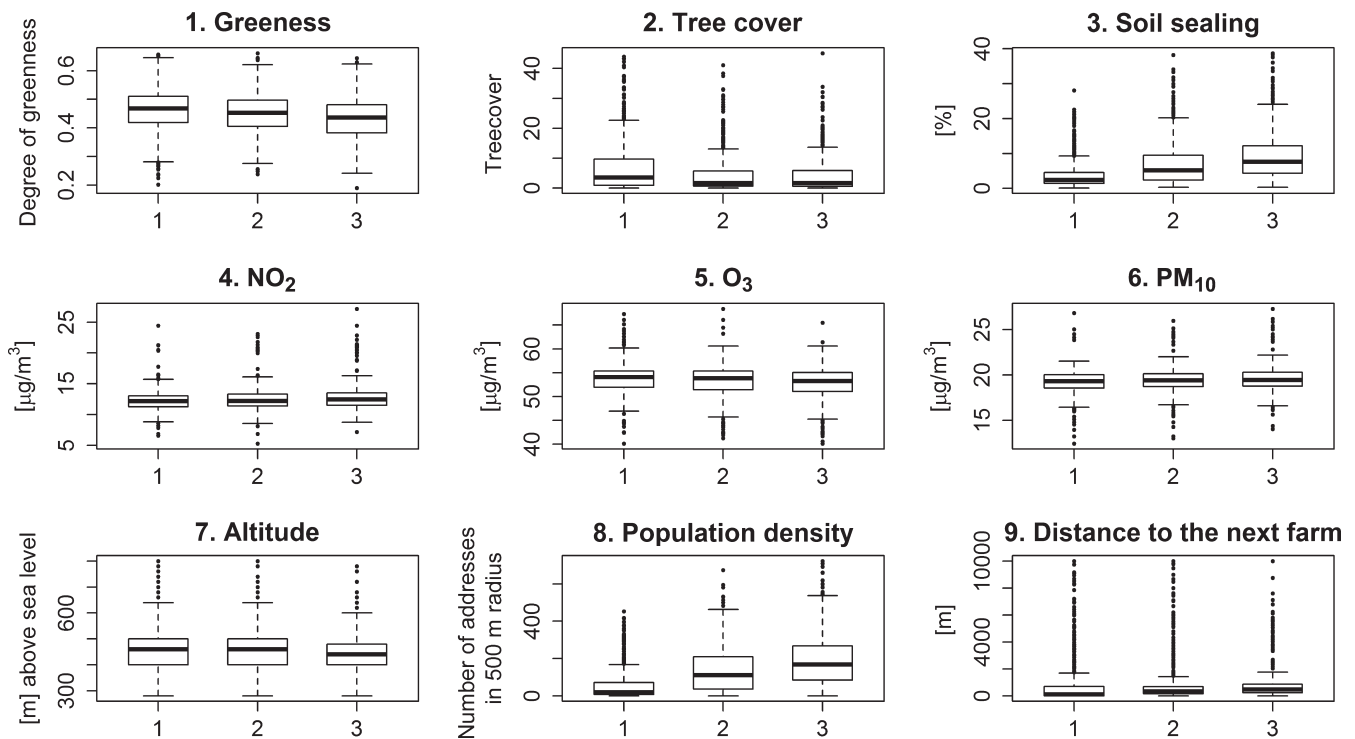 1. Greeness
Degree of greenness
0.6
0.4
0.2
1 2 3
2. Tree cover
Treecover
40
20
0
1 2 3
3. Soil sealing
[%]
40
20
0
1 2 3
4. NO₂
[µg/m³]
25
15
5
1 2 3
5. O₃
[µg/m³]
60
50
40
1 2 3
6. PM₁₀
[µg/m³]
25
20
15
1 2 3
7. Altitude
[m] above sea level
600
300
1 2 3
8. Population density
Number of addresses
in 500 m radius
400
0
1 2 3
9. Distance to the next farm
[m]
10000
4000
0
1 2 3